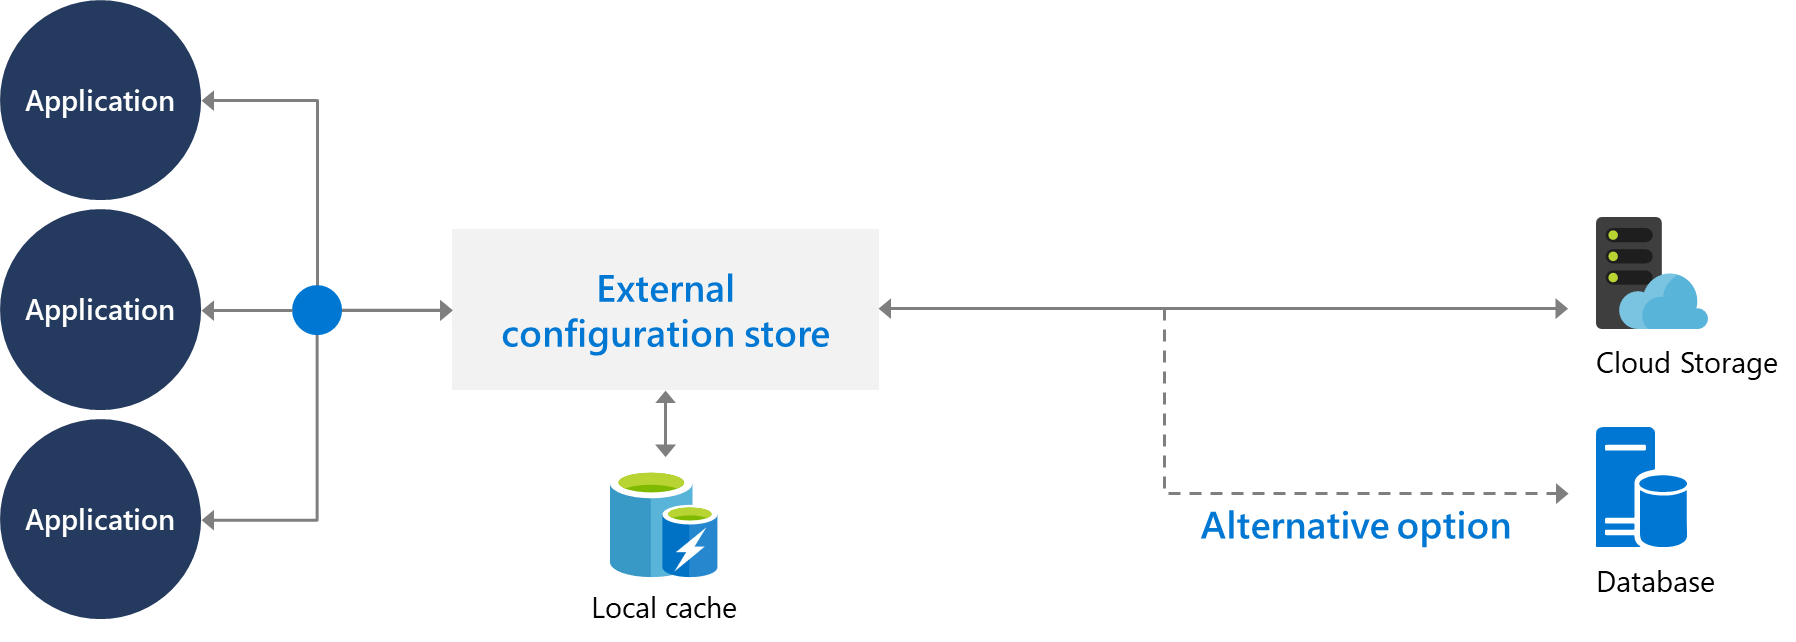 Application
Application
Application
External
configuration store
Local cache
Cloud Storage
Alternative option
Database